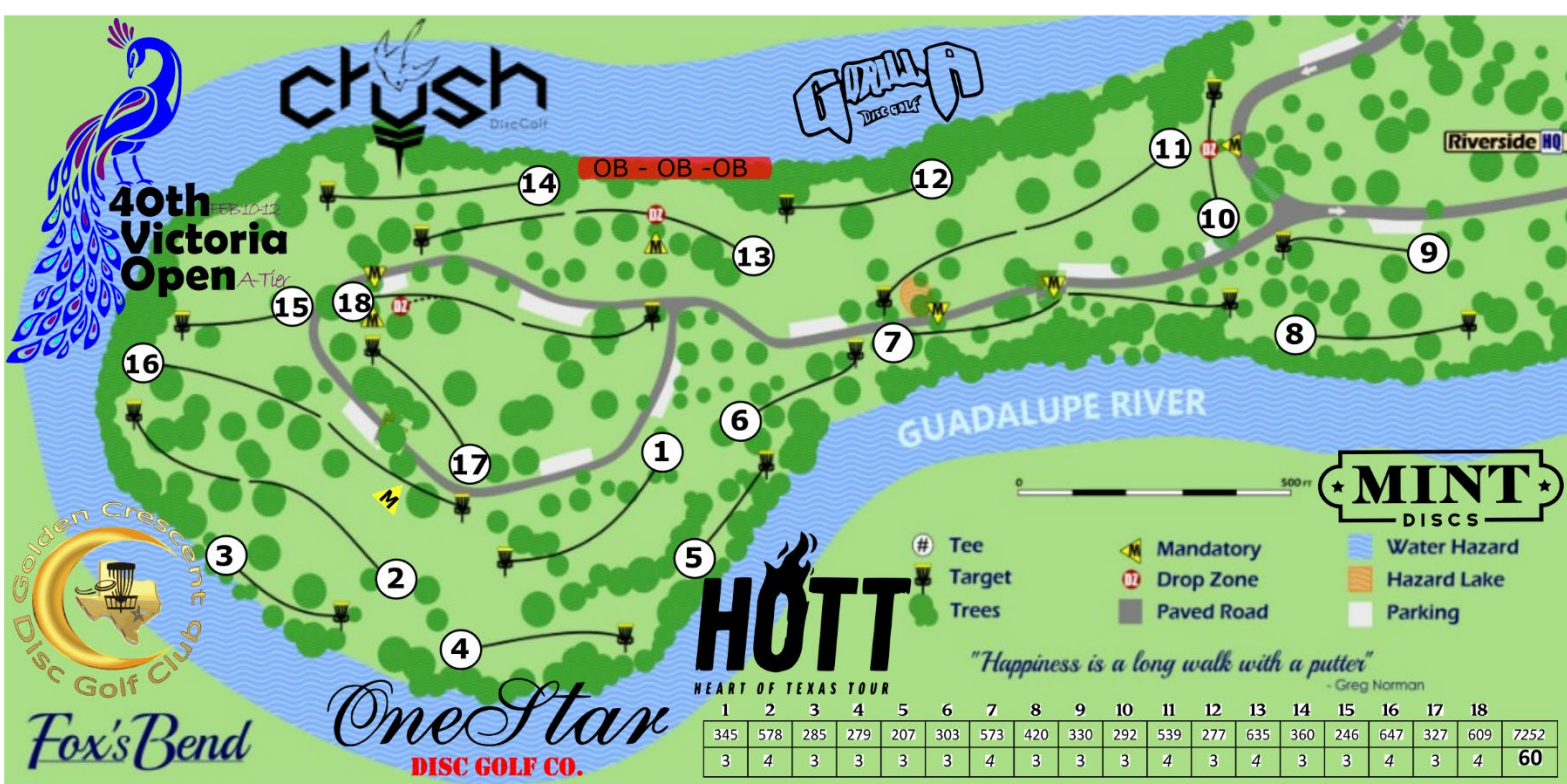 crush
DiscGolf
GORILLA
DISC GOLF
40th FEB 10-12
Victoria
Open A-Tier
OB - OB -OB
Riverside HQ
14
12
11
10
13
9
15
18
7
8
16
6
1
17
5
3
2
4
GUADALUPE RIVER
0 500 FT
MINT
DISCS
# Tee
Target
Trees
M Mandatory
DZ Drop Zone
Paved Road
Water Hazard
Hazard Lake
Parking
DZ
M
DZ
M
M
DZ
M
M
M
M
Golden Crescent
Disc Golf Club
Fox's Bend
OneStar
DISC GOLF CO.
HOTT
HEART OF TEXAS TOUR
"Happiness is a long walk with a putter"
- Greg Norman
1 2 3 4 5 6 7 8 9 10 11 12 13 14 15 16 17 18
345 578 285 279 207 303 573 420 330 292 539 277 635 360 246 647 327 609 7252
3 4 3 3 3 3 4 3 3 3 4 3 4 3 3 4 3 4 60